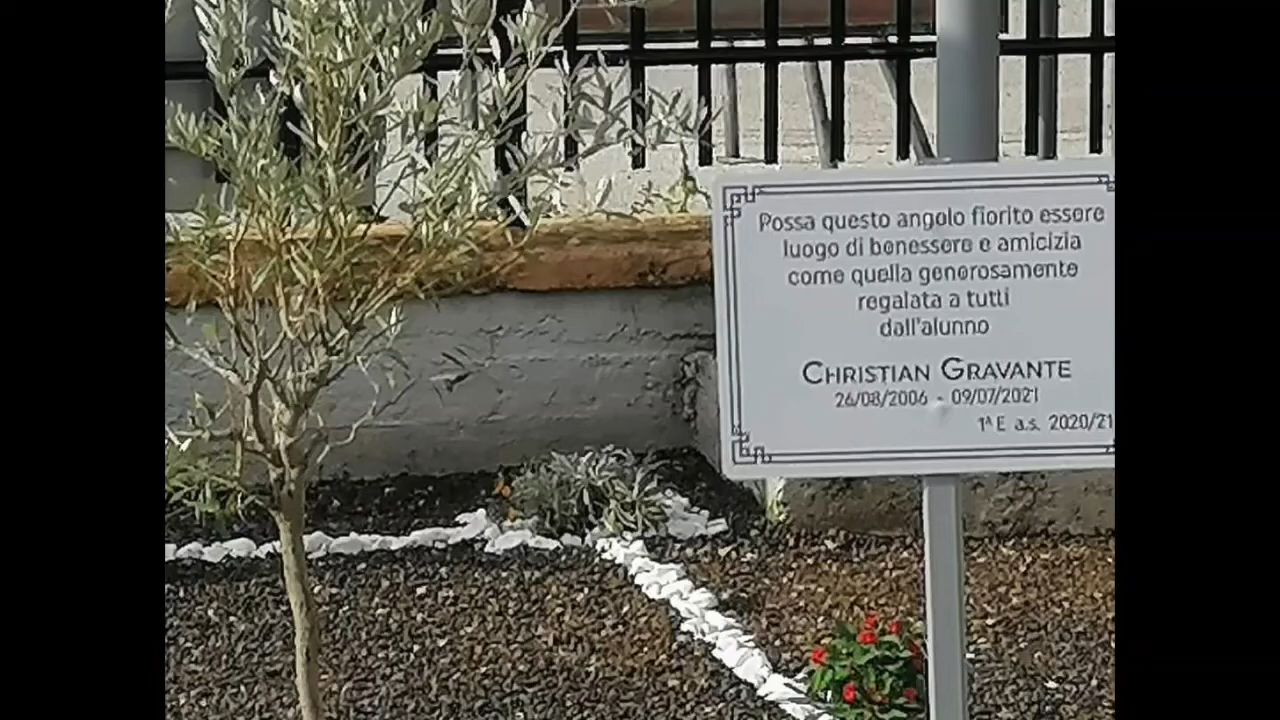 Possa questo angolo fiorito essere
luogo di benessere e amicizia
come quella generosamente
regalata a tutti
dall'alunno
CHRISTIAN GRAVANTE
26/08/2006 - 09/07/2021
1ᴬ E a.s. 2020/21